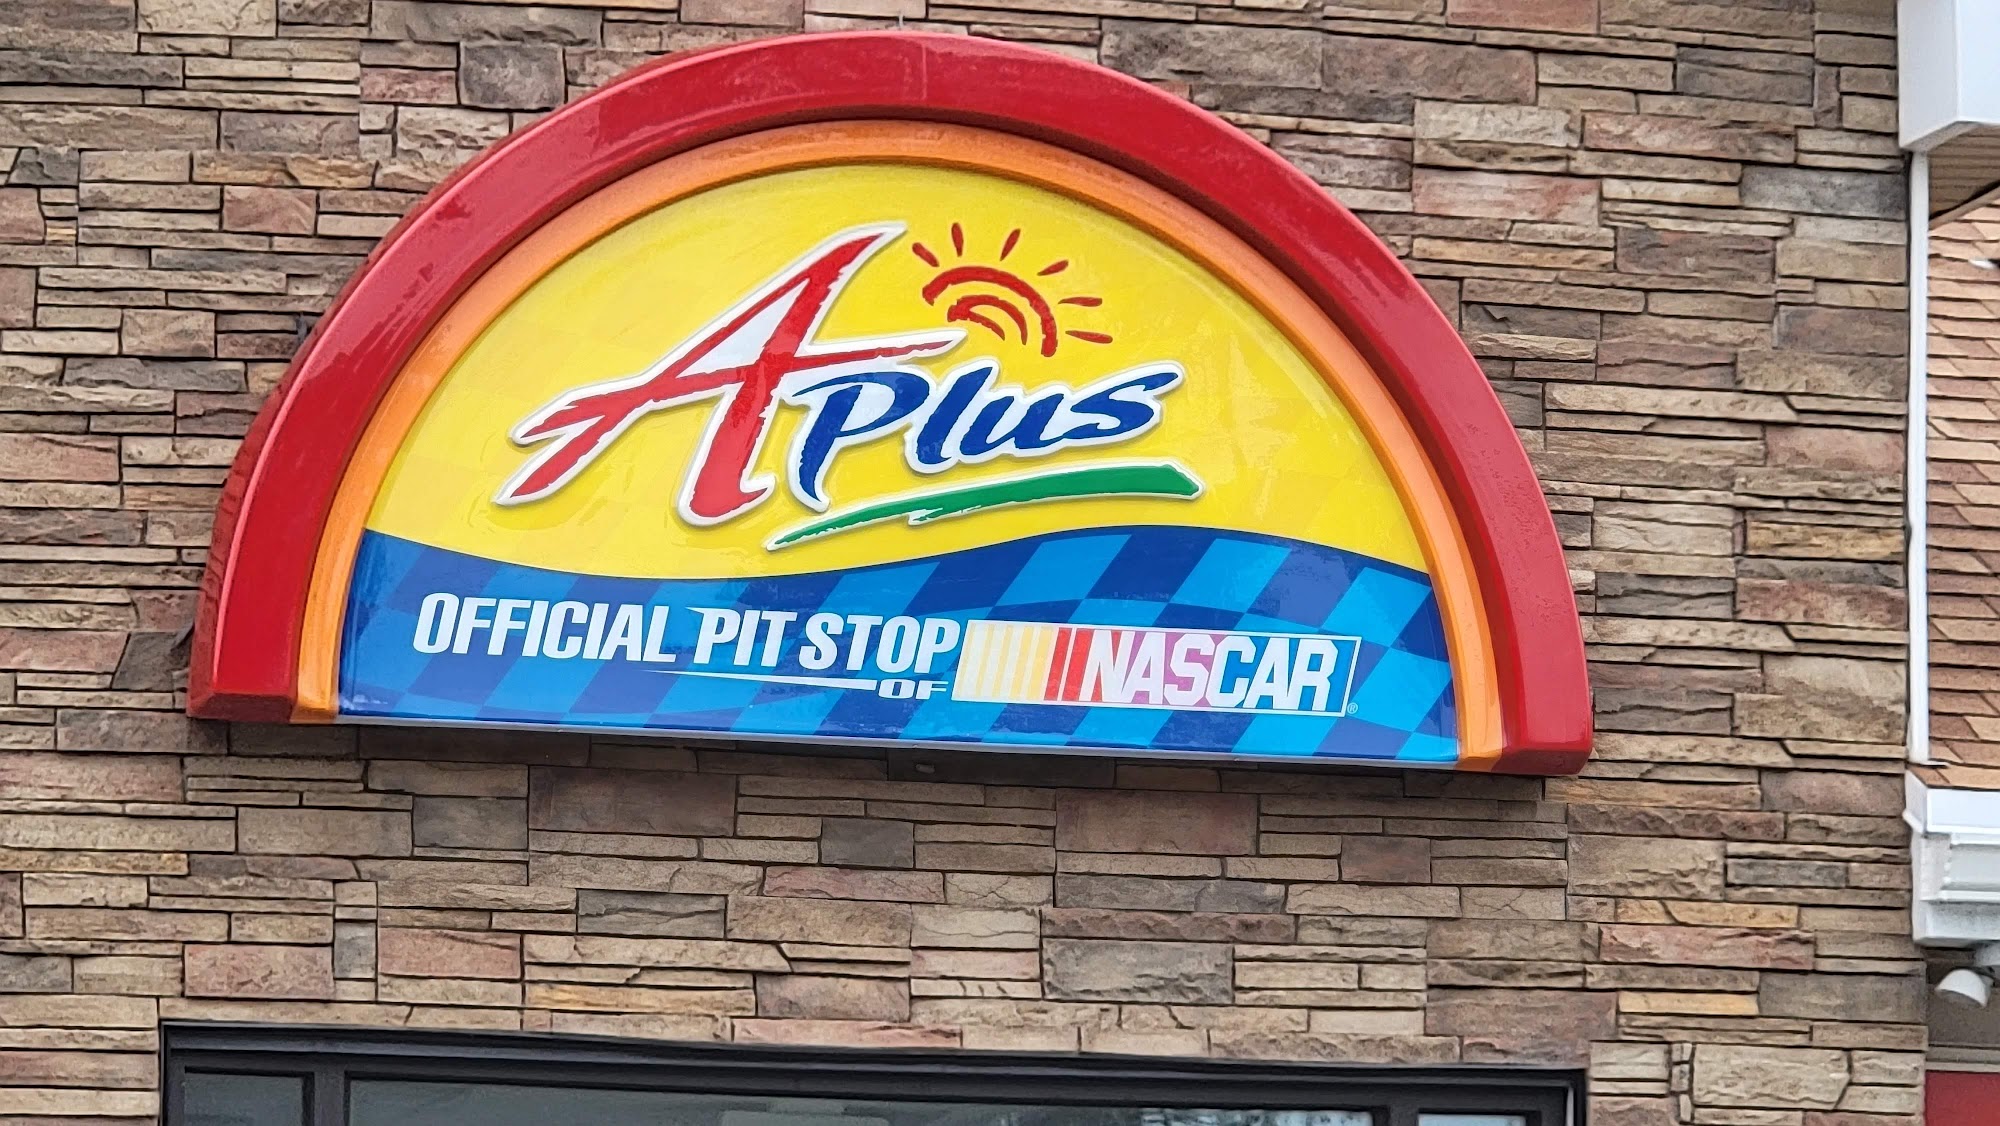 APlus
OFFICIAL PIT STOP
OF
NASCAR®